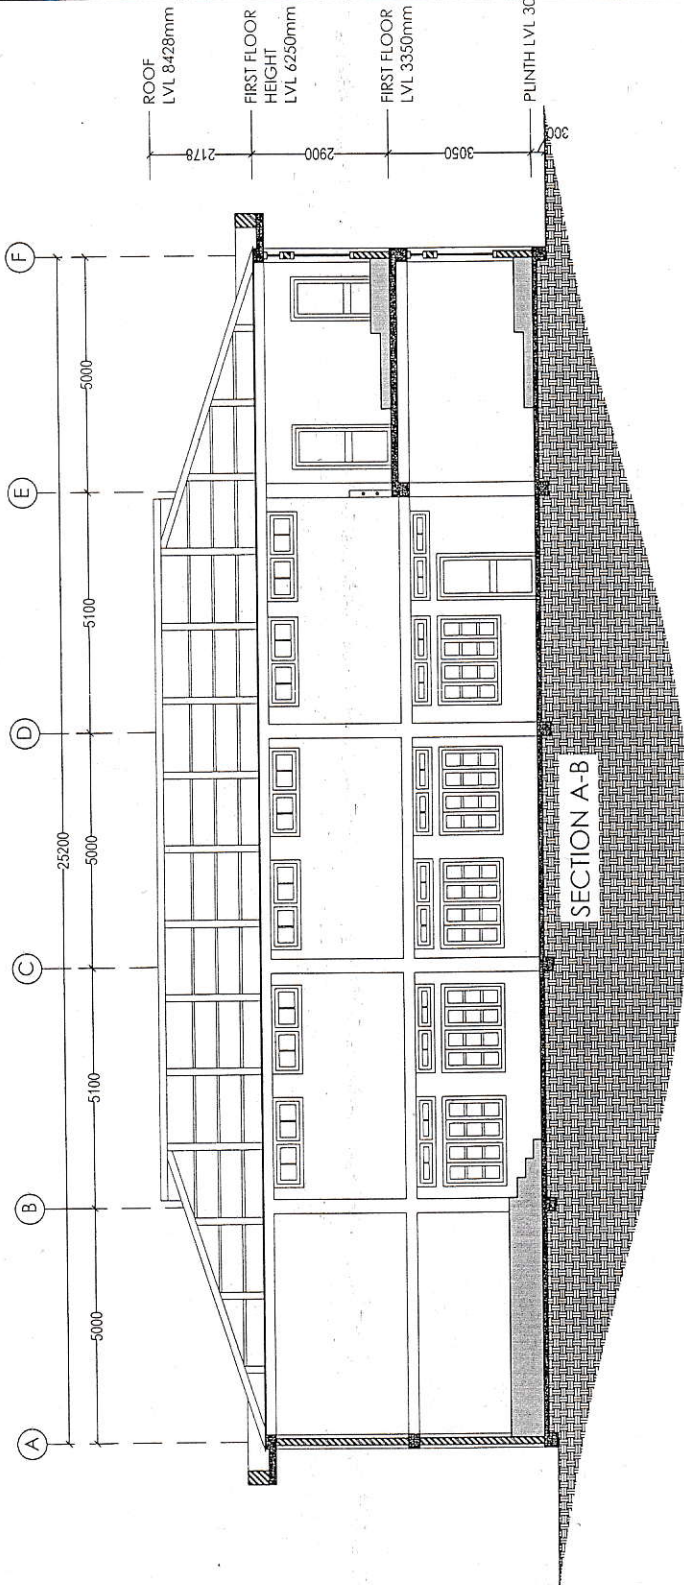 ROOF
LVL 8428mm
FIRST FLOOR
HEIGHT
LVL 6250mm
FIRST FLOOR
LVL 3350mm
PLINTH LVL 30
2178
2900
3050
300
A
B
C
D
E
F
25200
5000
5100
5000
5100
5000
SECTION A-B